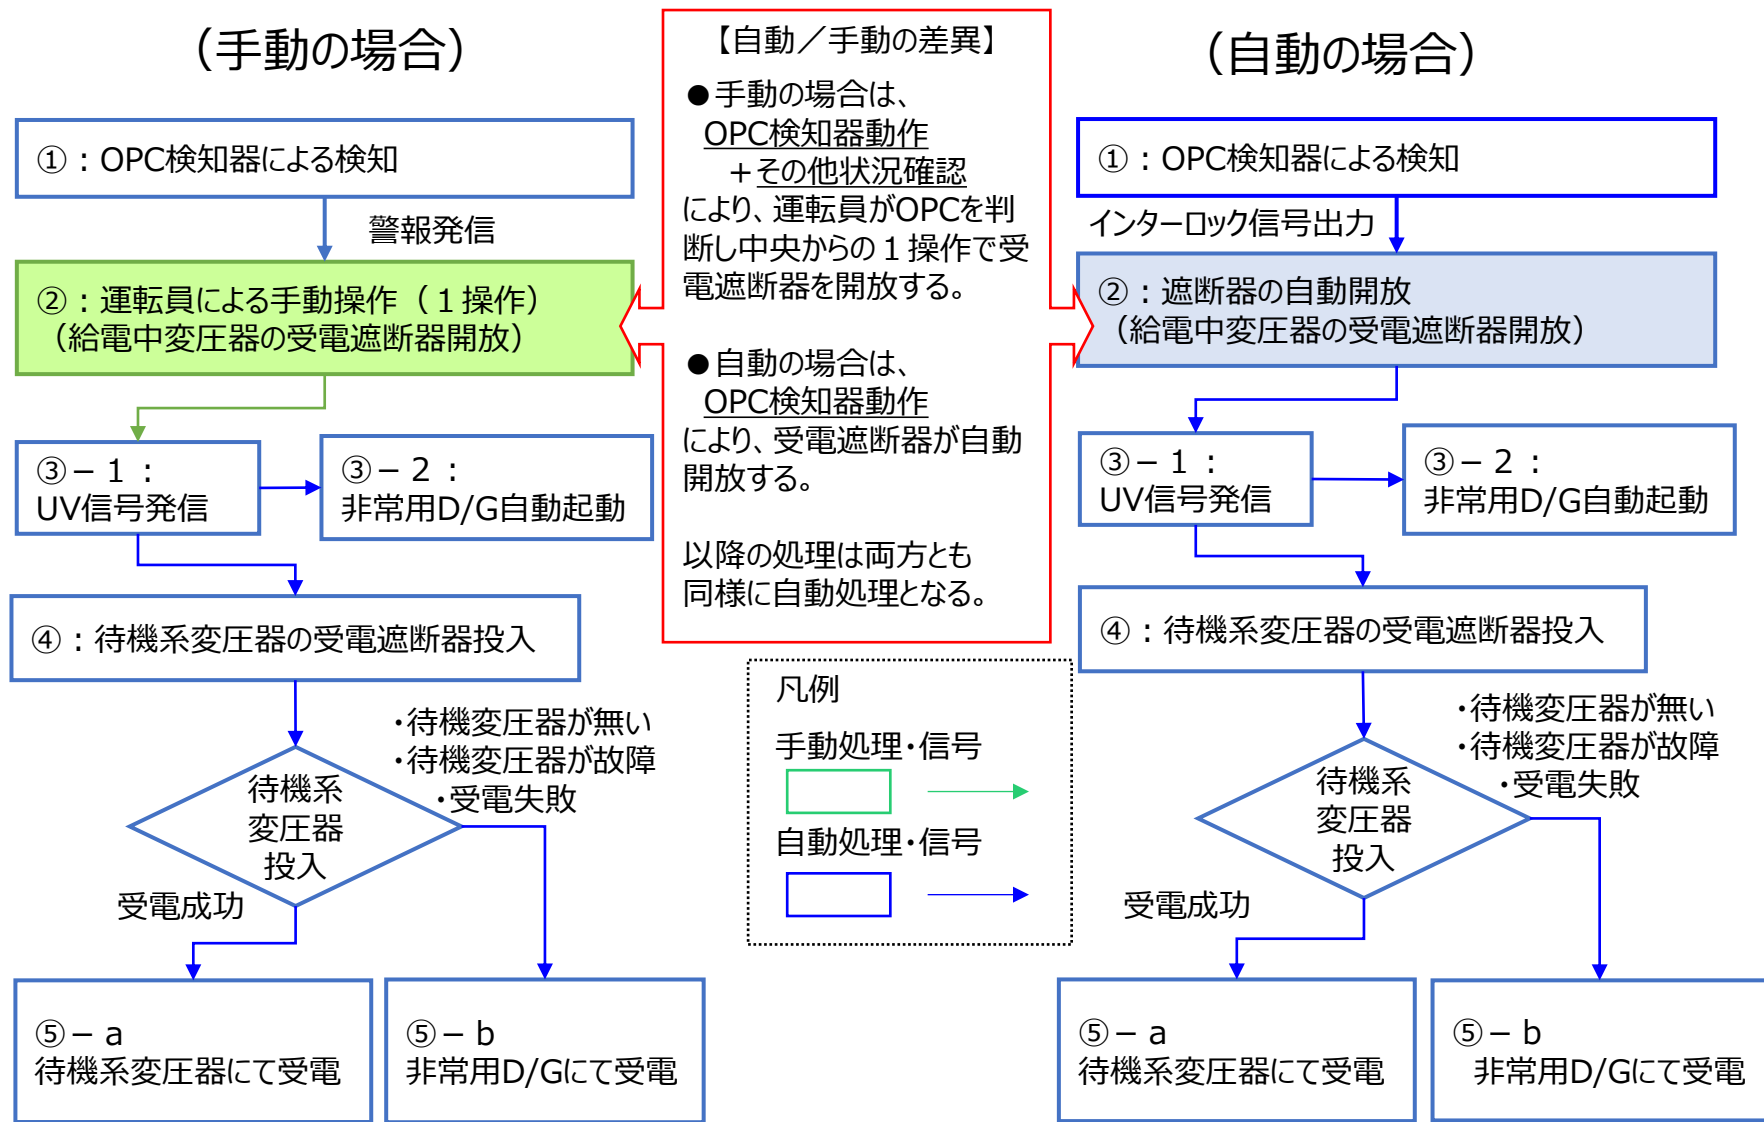 （手動の場合）
①：OPC検知器による検知
警報発信
②：運転員による手動操作（１操作）
（給電中変圧器の受電遮断器開放）
③－１：
UV信号発信
③－２：
非常用D/G自動起動
④：待機系変圧器の受電遮断器投入
・待機変圧器が無い
・待機変圧器が故障
・受電失敗
待機系
変圧器
投入
受電成功
⑤－a
待機系変圧器にて受電
⑤－b
非常用D/Gにて受電
【自動／手動の差異】
●手動の場合は、
OPC検知器動作
＋その他状況確認
により、運転員がOPCを判
断し中央からの１操作で受
電遮断器を開放する。
●自動の場合は、
OPC検知器動作
により、受電遮断器が自動
開放する。
以降の処理は両方とも
同様に自動処理となる。
凡例
手動処理・信号
自動処理・信号
（自動の場合）
①：OPC検知器による検知
インターロック信号出力
②：遮断器の自動開放
（給電中変圧器の受電遮断器開放）
③－１：
UV信号発信
③－２：
非常用D/G自動起動
④：待機系変圧器の受電遮断器投入
・待機変圧器が無い
・待機変圧器が故障
・受電失敗
待機系
変圧器
投入
受電成功
⑤－a
待機系変圧器にて受電
⑤－b
非常用D/Gにて受電